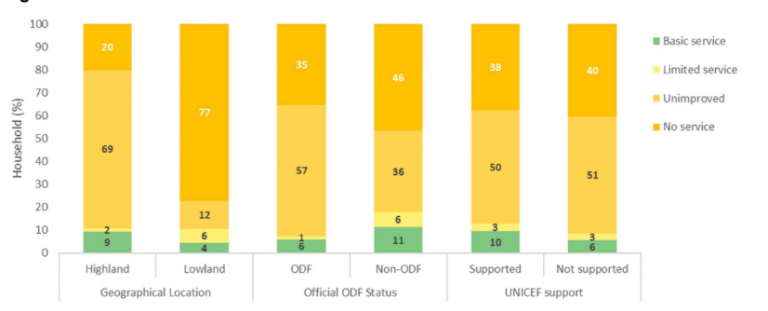 100
90
80
70
60
50
40
30
20
10
0
Household (%)
20
69
2
9
77
12
6
4
35
57
1
6
46
36
6
11
38
50
3
10
40
51
3
6
Highland
Lowland
ODF
Non-ODF
Supported
Not supported
Geographical Location
Official ODF Status
UNICEF support
Basic service
Limited service
Unimproved
No service